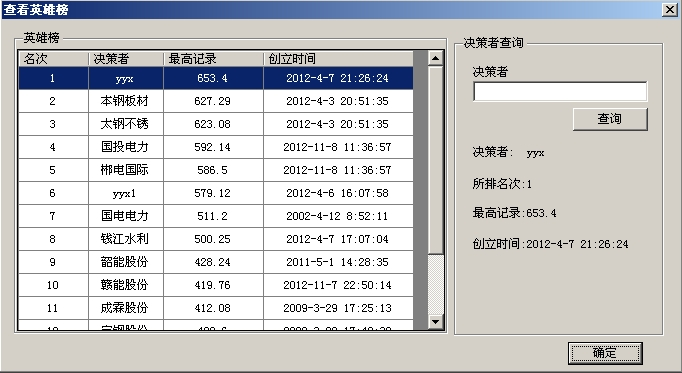 查看英雄榜
英雄榜
名次 决策者 最高记录 创立时间
1 yyx 653.4 2012-4-7 21:26:24
2 本钢板材 627.29 2012-4-3 20:51:35
3 太钢不锈 623.08 2012-4-3 20:51:35
4 国投电力 592.14 2012-11-8 11:36:57
5 郴电国际 586.5 2012-11-8 11:36:57
6 yyx1 579.12 2012-4-6 16:07:58
7 国电电力 511.2 2002-4-12 8:52:11
8 钱江水利 500.25 2012-4-7 17:07:04
9 韶能股份 428.24 2011-5-1 14:28:35
10 赣能股份 419.76 2012-11-7 22:50:14
11 成霖股份 412.08 2009-3-29 17:25:13
决策者查询
决策者
查询
决策者: yyx
所排名次:1
最高记录:653.4
创立时间:2012-4-7 21:26:24
确定